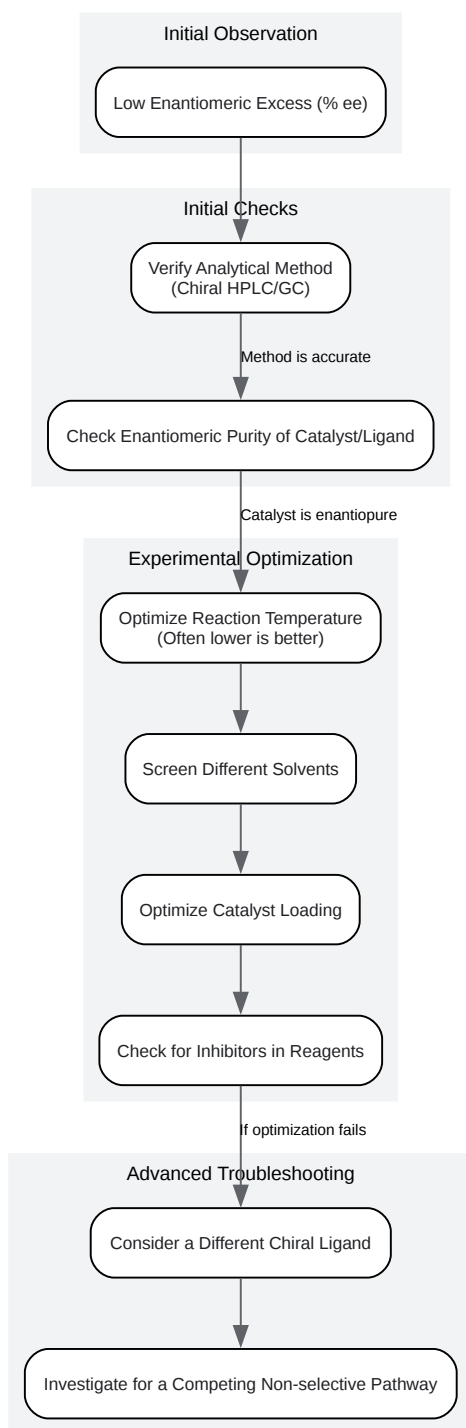 Initial Observation
Low Enantiomeric Excess (% ee)
Initial Checks
Verify Analytical Method
(Chiral HPLC/GC)
Method is accurate
Check Enantiomeric Purity of Catalyst/Ligand
Catalyst is enantiopure
Experimental Optimization
Optimize Reaction Temperature
(Often lower is better)
Screen Different Solvents
Optimize Catalyst Loading
Check for Inhibitors in Reagents
If optimization fails
Advanced Troubleshooting
Consider a Different Chiral Ligand
Investigate for a Competing Non-selective Pathway